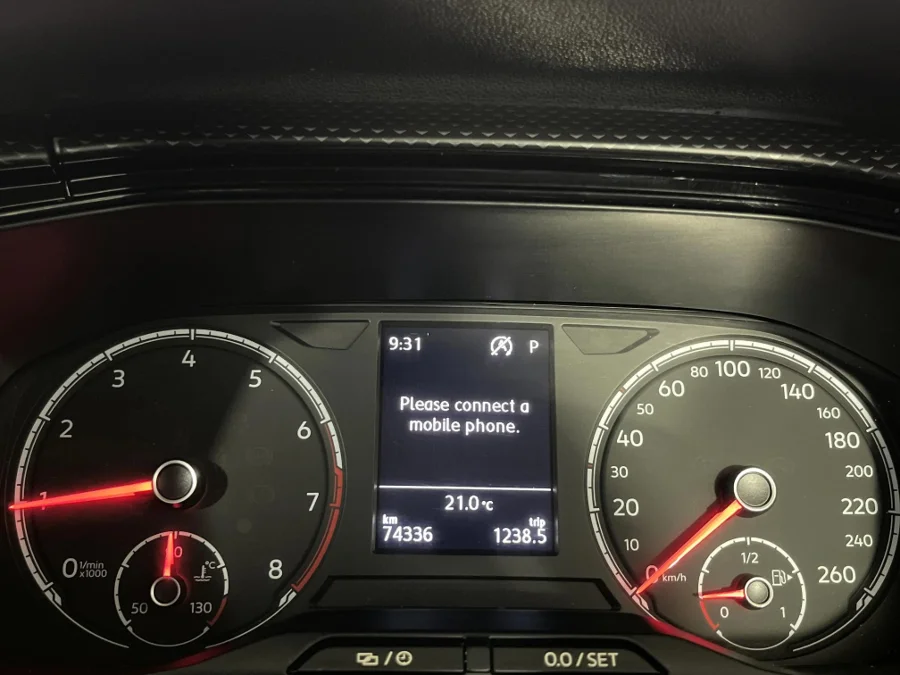 9:31 P
Please connect a
mobile phone.
21.0 °C
km trip
74336 1238.5
0 1 2 3 4 5 6 7 8
1/min
x1000
50 130
°C
0 10 20 30 40 50 60 80 100 120 140 160 180 200 220 240 260
km/h
0 1/2 1
0.0 / SET